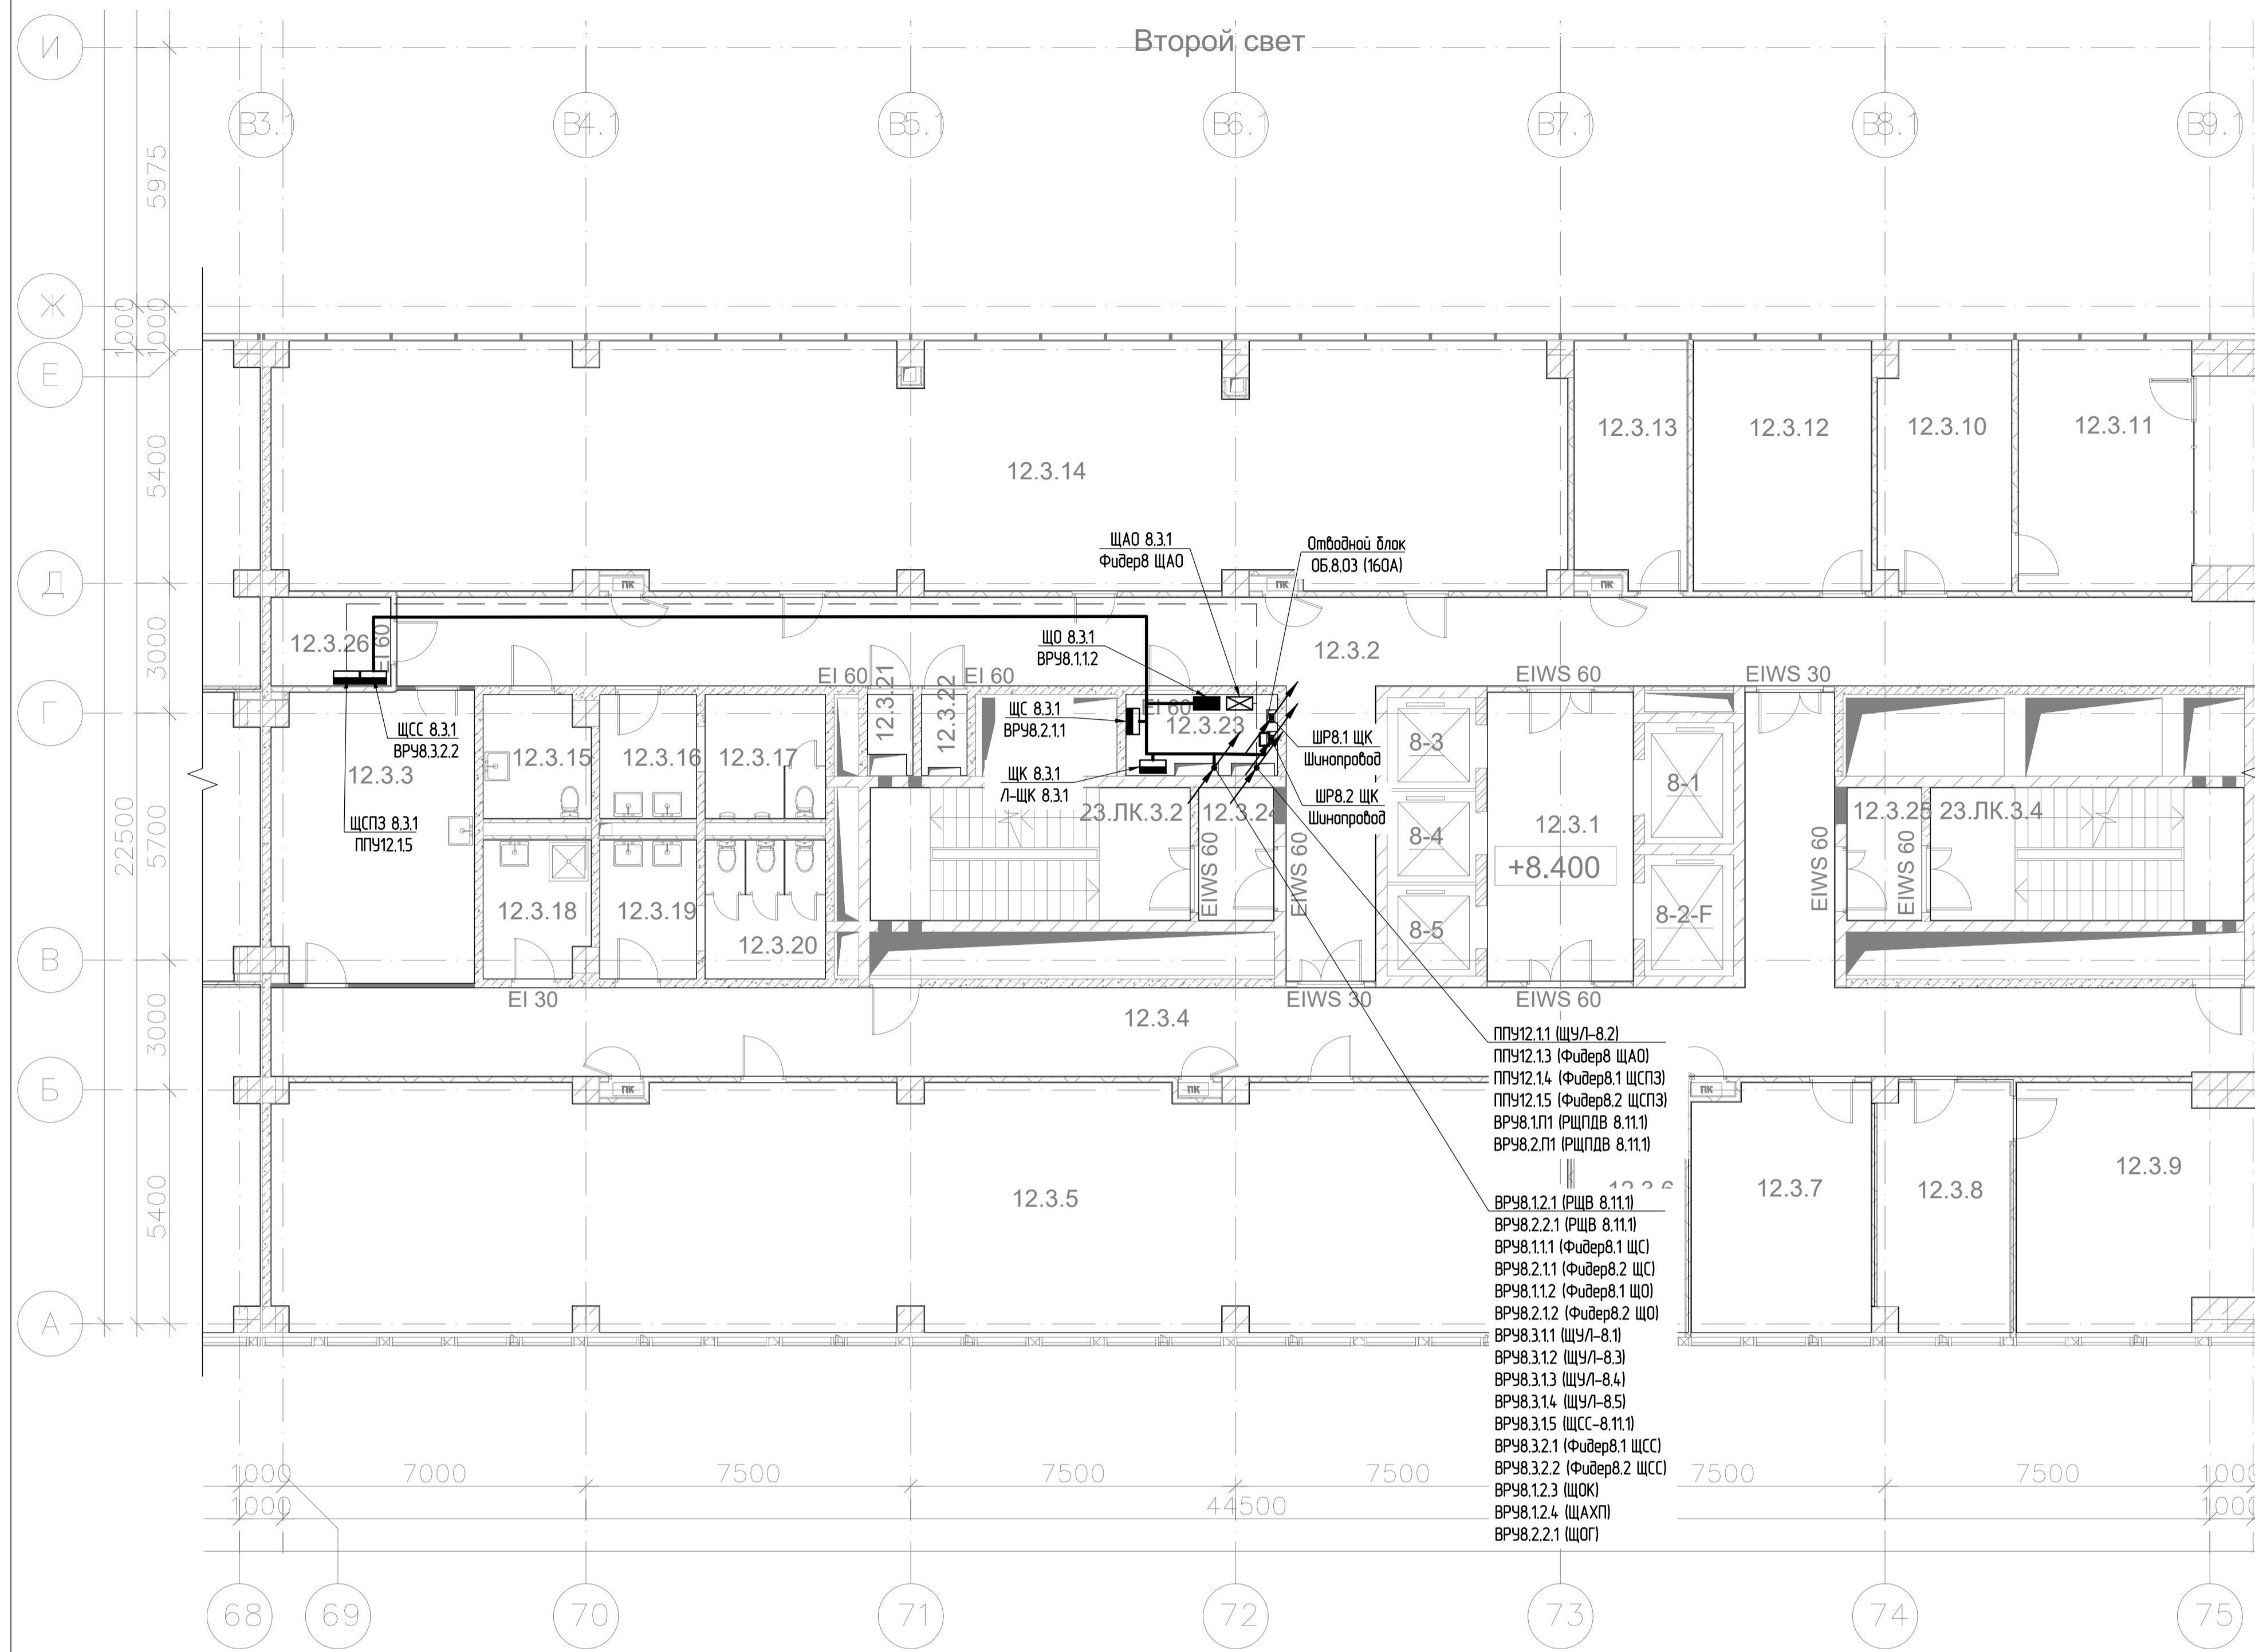 Второй свет
И
В3.1
В4.1
В5.1
В6.1
В7.1
В8.1
В9.1
5975
Ж
1000
1000
Е
5400
12.3.14
12.3.13
12.3.12
12.3.10
12.3.11
ЩАО 8.3.1
Фидер8 ЩАО
Отводной блок
ОБ.8.03 (160А)
Д
ПК
ПК
ПК
3000
12.3.26
EI 60
ЩО 8.3.1
ВРУ8.1.1.2
12.3.2
EI 60
12.3.21
12.3.22
EI 60
EIWS 60
EIWS 30
Г
ЩС 8.3.1
ВРУ8.2.1.1
EI 60
12.3.23
ЩСС 8.3.1
ВРУ8.3.2.2
ШР8.1 ЩК
Шинопровод
8-3
12.3.3
12.3.15
12.3.16
12.3.17
ЩК 8.3.1
Л-ЩК 8.3.1
ШР8.2 ЩК
Шинопровод
8-1
22500
5700
ЩСПЗ 8.3.1
ППУ12.1.5
23.ЛК.3.2
12.3.24
8-4
12.3.1
+8.400
12.3.25
23.ЛК.3.4
EIWS 60
EIWS 60
EIWS 60
EIWS 60
12.3.18
12.3.19
12.3.20
8-5
8-2-F
В
EI 30
EIWS 30
EIWS 60
3000
12.3.4
ППУ12.1.1 (ЩУЛ-8.2)
ППУ12.1.3 (Фидер8 ЩАО)
ППУ12.1.4 (Фидер8.1 ЩСПЗ)
ППУ12.1.5 (Фидер8.2 ЩСПЗ)
ВРУ8.1.П1 (РЩПДВ 8.11.1)
ВРУ8.2.П1 (РЩПДВ 8.11.1)
Б
ПК
ПК
ПК
5400
12.3.5
12.3.6
12.3.7
12.3.8
12.3.9
ВРУ8.1.2.1 (РЩВ 8.11.1)
ВРУ8.2.2.1 (РЩВ 8.11.1)
ВРУ8.1.1.1 (Фидер8.1 ЩС)
ВРУ8.2.1.1 (Фидер8.2 ЩС)
ВРУ8.1.1.2 (Фидер8.1 ЩО)
ВРУ8.2.1.2 (Фидер8.2 ЩО)
ВРУ8.3.1.1 (ЩУЛ-8.1)
ВРУ8.3.1.2 (ЩУЛ-8.3)
ВРУ8.3.1.3 (ЩУЛ-8.4)
ВРУ8.3.1.4 (ЩУЛ-8.5)
ВРУ8.3.1.5 (ЩСС-8.11.1)
ВРУ8.3.2.1 (Фидер8.1 ЩСС)
ВРУ8.3.2.2 (Фидер8.2 ЩСС)
ВРУ8.1.2.3 (ЩОК)
ВРУ8.1.2.4 (ЩАХП)
ВРУ8.2.2.1 (ЩОГ)
А
1000
7000
7500
7500
7500
7500
7500
1000
1000
44500
1000
68
69
70
71
72
73
74
75